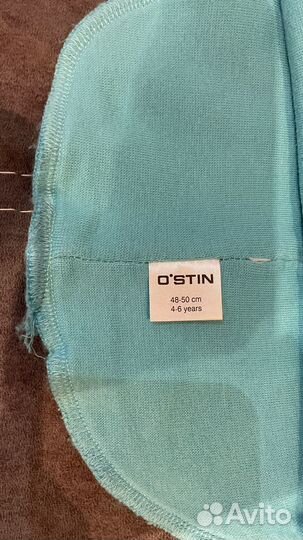 O'STIN
48-50 cm
4-6 years
Avito